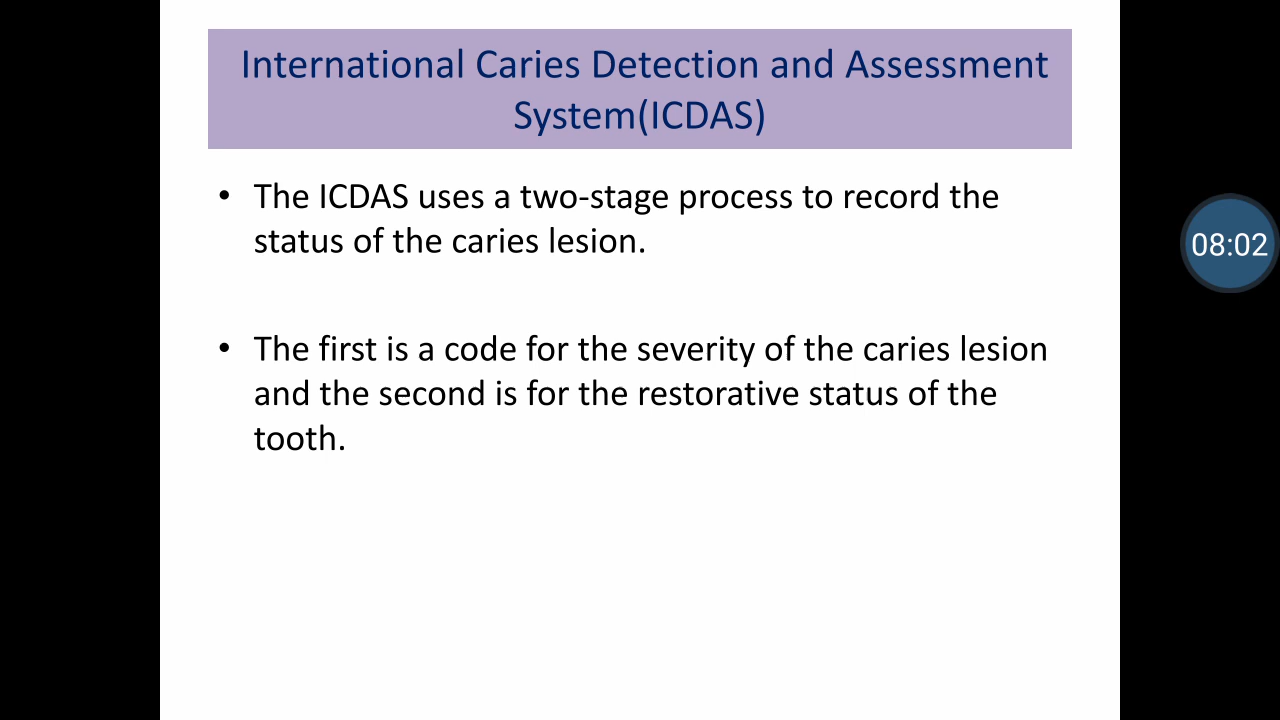 International Caries Detection and Assessment
System(ICDAS)
• The ICDAS uses a two-stage process to record the
status of the caries lesion.
• The first is a code for the severity of the caries lesion
and the second is for the restorative status of the
tooth.
08:02